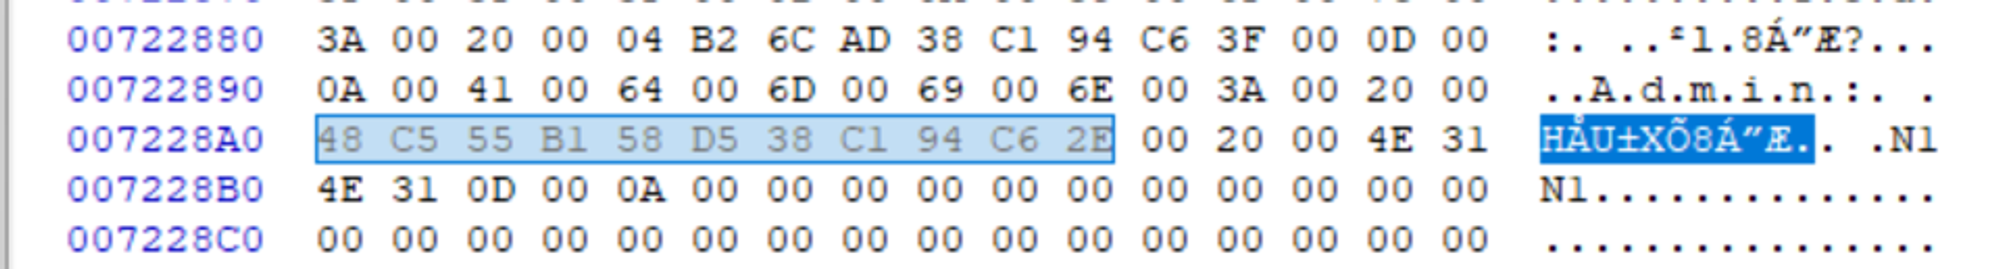 00722880 3A 00 20 00 04 B2 6C AD 38 C1 94 C6 3F 00 0D 00 :. ..²l.8Á”Æ?...
00722890 0A 00 41 00 64 00 6D 00 69 00 6E 00 3A 00 20 00 ..A.d.m.i.n.:. .
007228A0 48 C5 55 B1 58 D5 38 C1 94 C6 2E 00 20 00 4E 31 HÅU±XÕ8Á”Æ.. .N1
007228B0 4E 31 0D 00 0A 00 00 00 00 00 00 00 00 00 00 00 N1..............
007228C0 00 00 00 00 00 00 00 00 00 00 00 00 00 00 00 00 ................